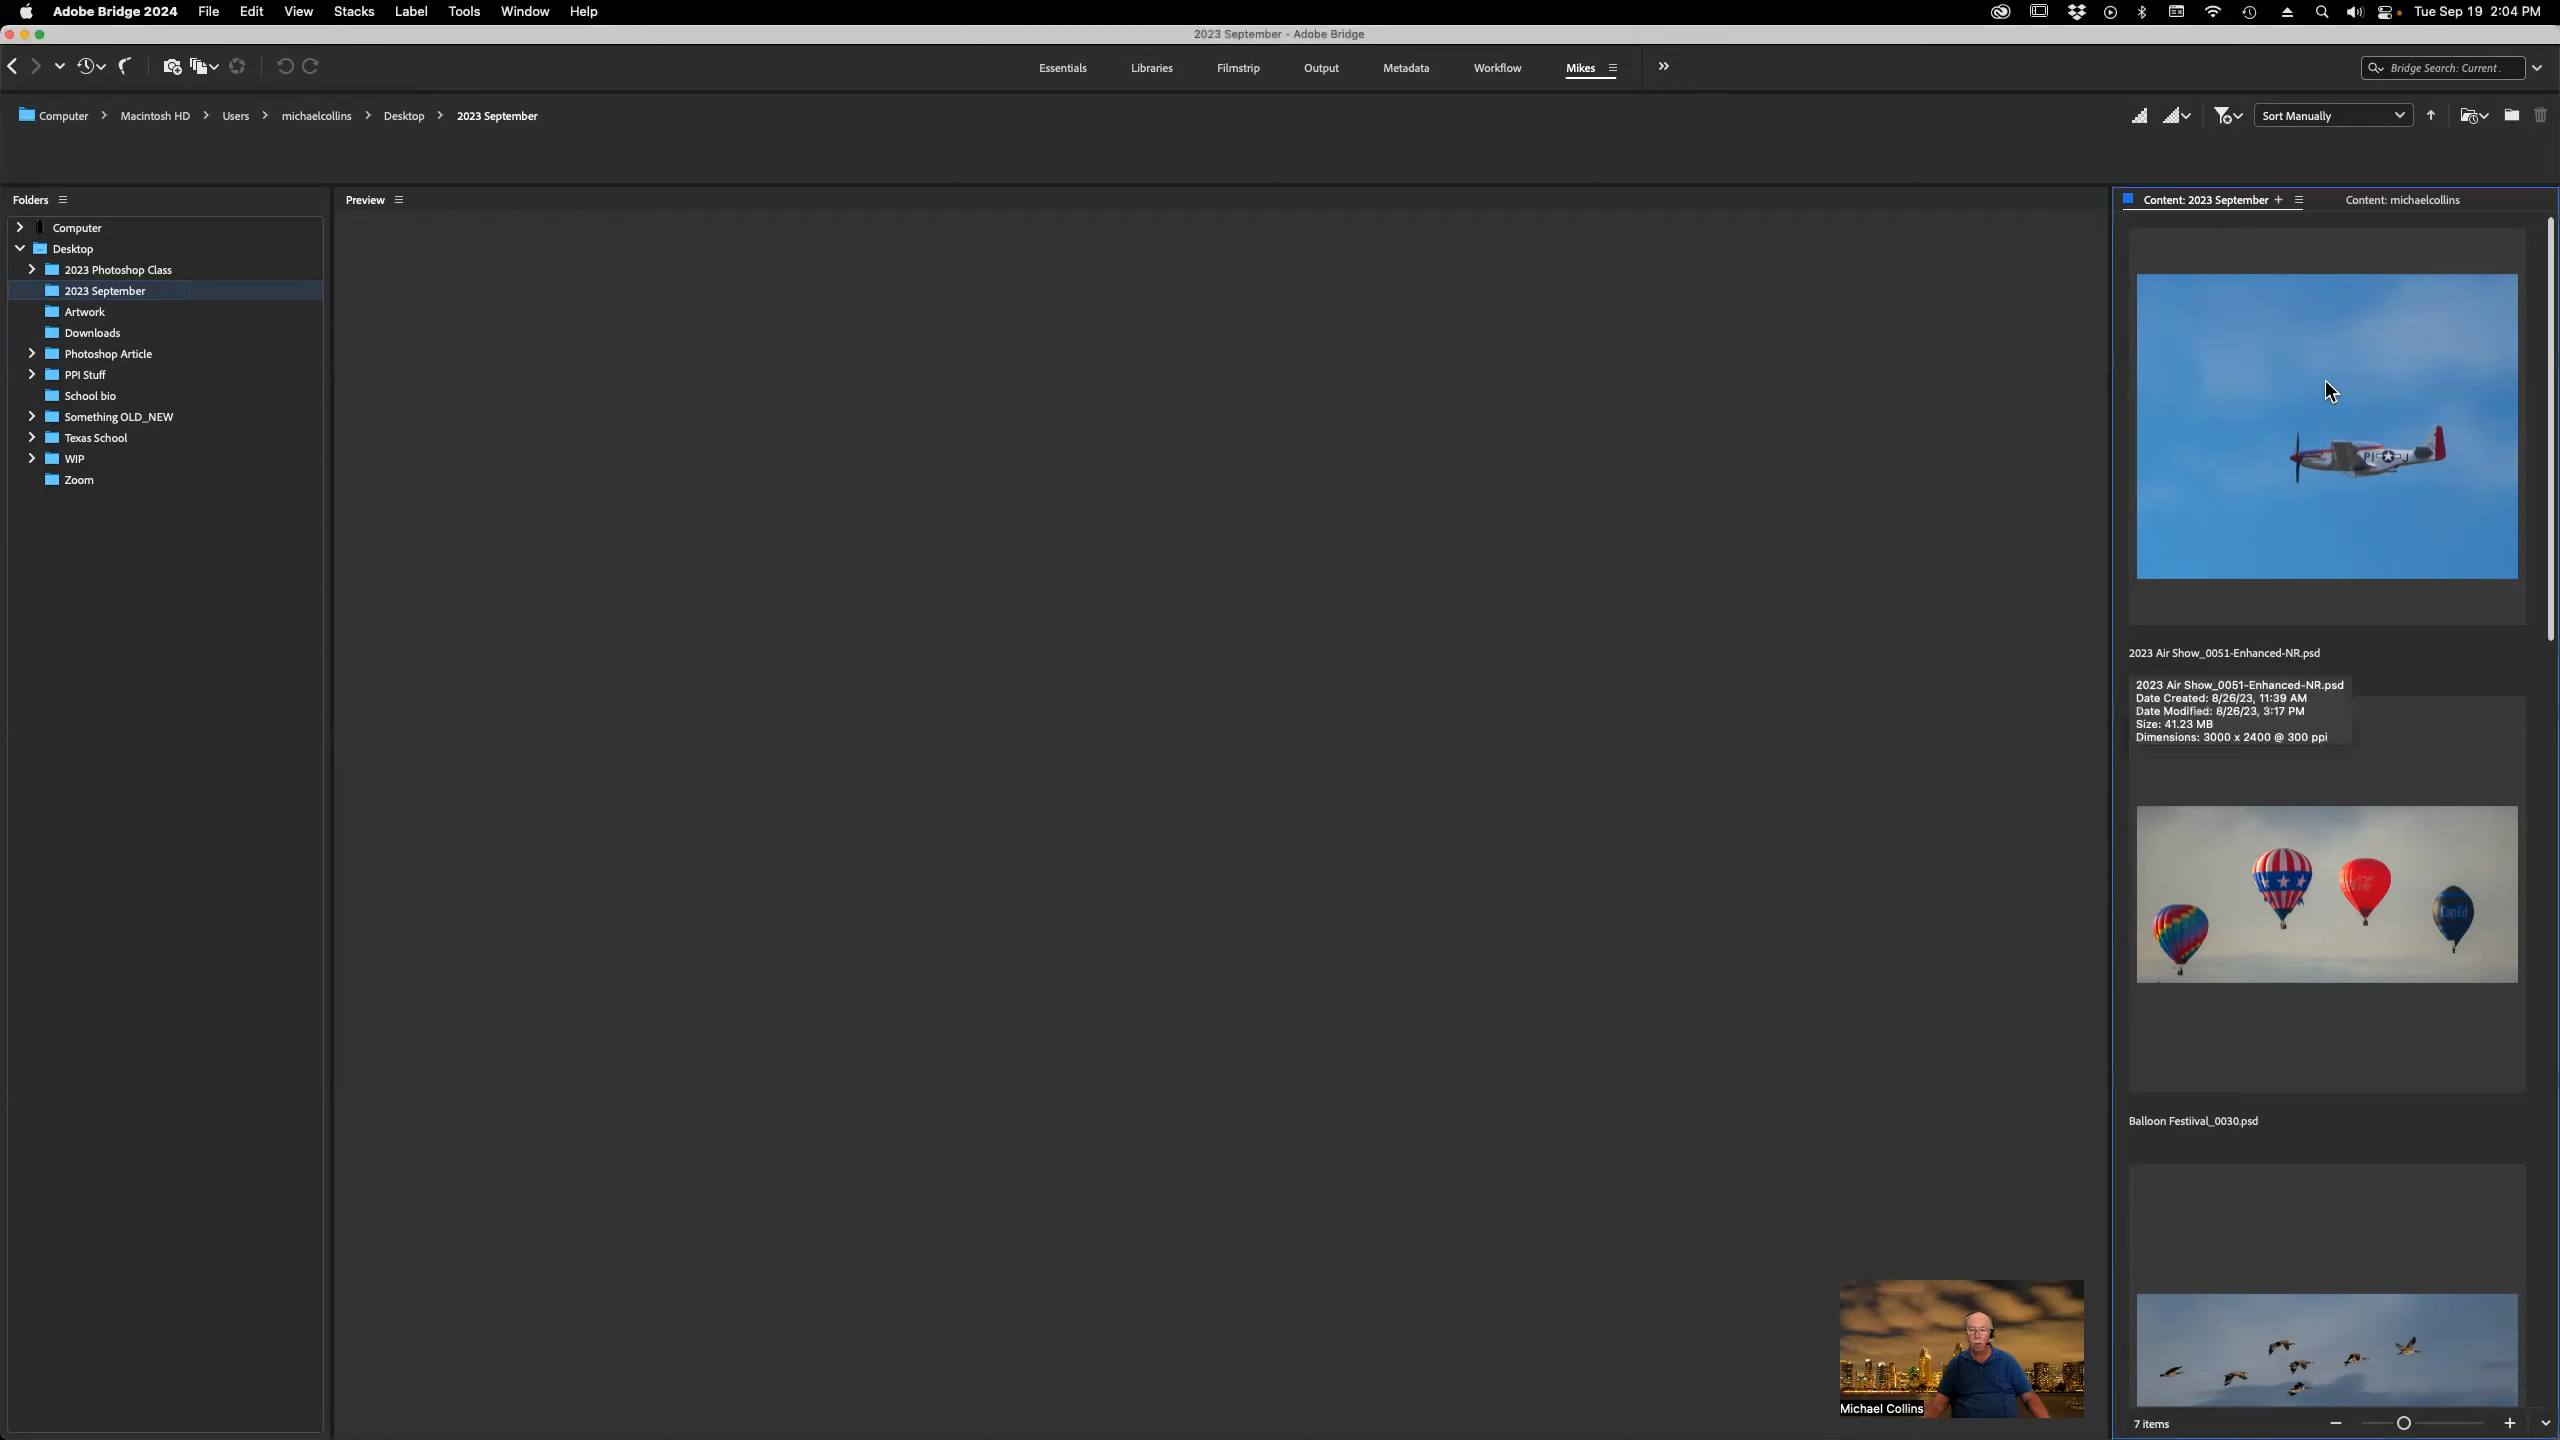 Adobe Bridge 2024 File Edit View Stacks Label Tools Window Help Tue Sep 19 2:04 PM
2023 September - Adobe Bridge
Essentials Libraries Filmstrip Output Metadata Workflow Mikes Bridge Search: Current .
Computer Macintosh HD Users michaelcollins Desktop 2023 September Sort Manually
Folders
Computer
Desktop
2023 Photoshop Class
2023 September
Artwork
Downloads
Photoshop Article
PPI Stuff
School bio
Something OLD_NEW
Texas School
WIP
Zoom
Preview
Content: 2023 September Content: michaelcollins
PI J
2023 Air Show_0051-Enhanced-NR.psd
2023 Air Show_0051-Enhanced-NR.psd
Date Created: 8/26/23, 11:39 AM
Date Modified: 8/26/23, 3:17 PM
Size: 41.23 MB
Dimensions: 3000 x 2400 @ 300 ppi
CapEd
Balloon Festiival_0030.psd
Michael Collins
7 items